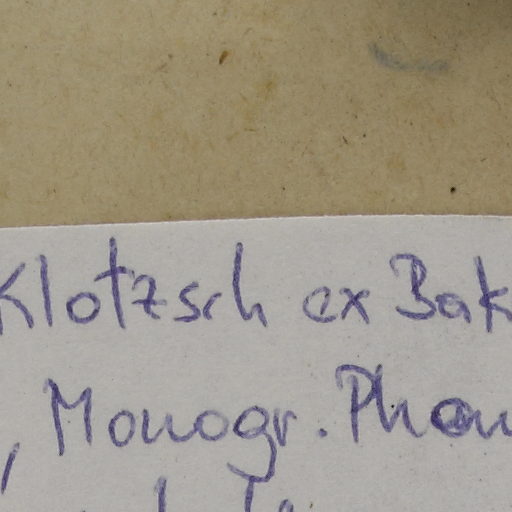 Klotzsch ex Bak
, Monogr. Phan